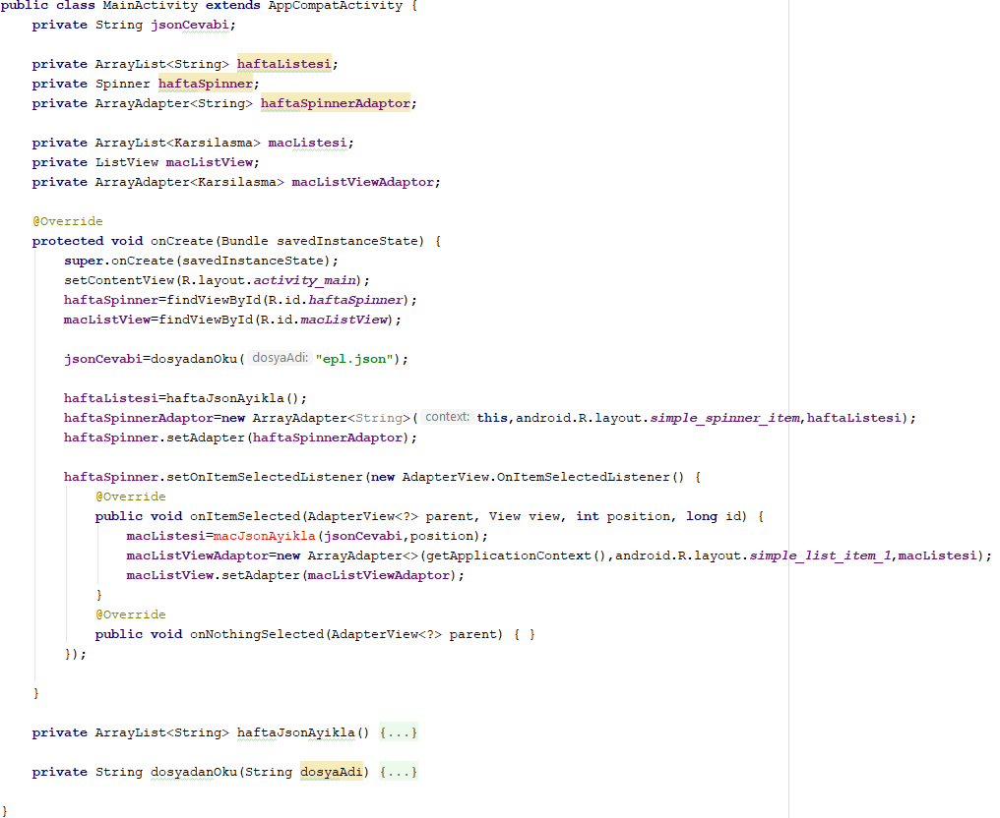 public class MainActivity extends AppCompatActivity {
    private String jsonCevabi;

    private ArrayList<String> haftaListesi;
    private Spinner haftaSpinner;
    private ArrayAdapter<String> haftaSpinnerAdaptor;

    private ArrayList<Karsilasma> macListesi;
    private ListView macListView;
    private ArrayAdapter<Karsilasma> macListViewAdaptor;

    @Override
    protected void onCreate(Bundle savedInstanceState) {
        super.onCreate(savedInstanceState);
        setContentView(R.layout.activity_main);
        haftaSpinner=findViewById(R.id.haftaSpinner);
        macListView=findViewById(R.id.macListView);

        jsonCevabi=dosyadanOku( dosyaAdi: "epl.json");

        haftaListesi=haftaJsonAyikla();
        haftaSpinnerAdaptor=new ArrayAdapter<String>( context: this,android.R.layout.simple_spinner_item,haftaListesi);
        haftaSpinner.setAdapter(haftaSpinnerAdaptor);

        haftaSpinner.setOnItemSelectedListener(new AdapterView.OnItemSelectedListener() {
            @Override
            public void onItemSelected(AdapterView<?> parent, View view, int position, long id) {
                macListesi=macJsonAyikla(jsonCevabi,position);
                macListViewAdaptor=new ArrayAdapter<>(getApplicationContext(),android.R.layout.simple_list_item_1,macListesi);
                macListView.setAdapter(macListViewAdaptor);
            }
            @Override
            public void onNothingSelected(AdapterView<?> parent) { }
        });

    }

    private ArrayList<String> haftaJsonAyikla() {...}

    private String dosyadanOku(String dosyaAdi) {...}

}